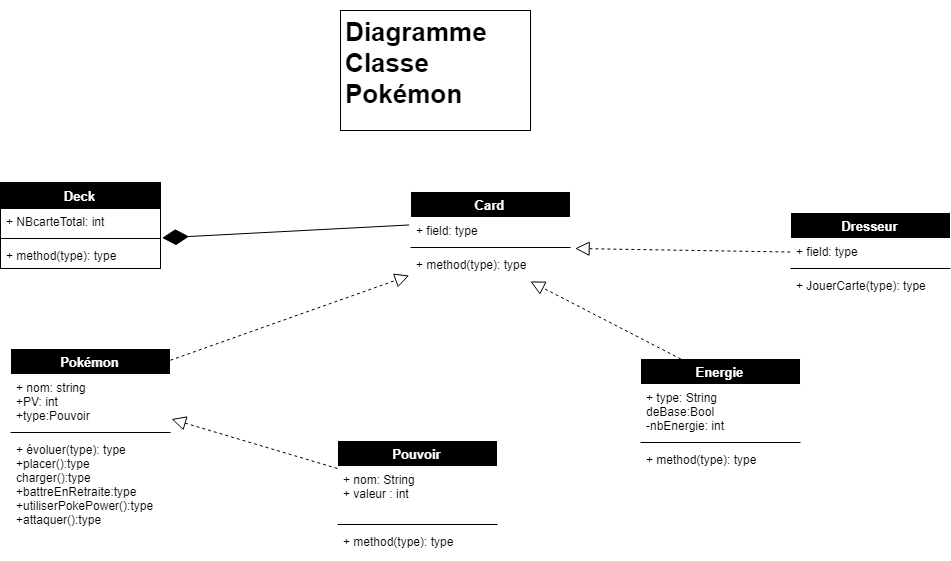 Diagramme
Classe
Pokémon
Deck
+ NBcarteTotal: int
+ method(type): type
Card
+ field: type
+ method(type): type
Dresseur
+ field: type
+ JouerCarte(type): type
Pokémon
+ nom: string
+PV: int
+type:Pouvoir
+ évoluer(type): type
+placer():type
charger():type
+battreEnRetraite:type
+utiliserPokePower():type
+attaquer():type
Pouvoir
+ nom: String
+ valeur : int
+ method(type): type
Energie
+ type: String
deBase:Bool
-nbEnergie: int
+ method(type): type